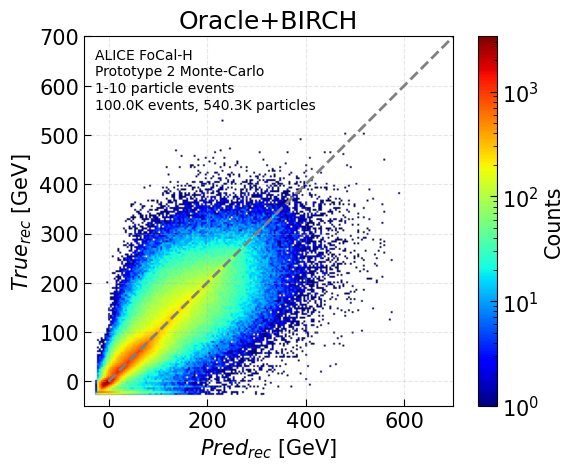 Oracle+BIRCH
ALICE FoCal-H
Prototype 2 Monte-Carlo
1-10 particle events
100.0K events, 540.3K particles
True_rec [GeV]
700
600
500
400
300
200
100
0
0 200 400 600
Pred_rec [GeV]
10^3
10^2
10^1
10^0
Counts